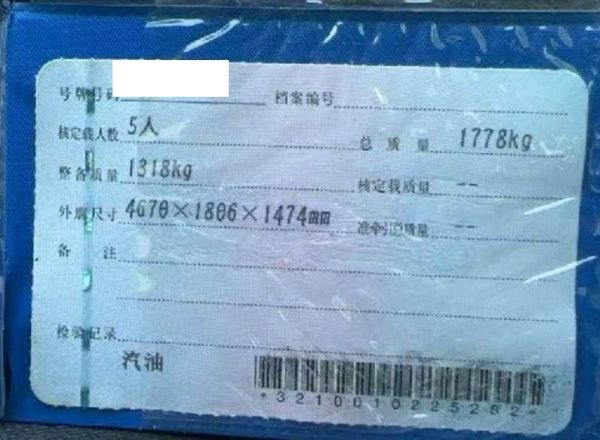 号牌号码 档案编号
核定载人数 5人 总质量 1778kg
整备质量 1318kg 核定载质量 --
外廓尺寸 4670×1806×1474mm 准牵引总质量 --
备注
检验记录
汽油
*3210010225282*